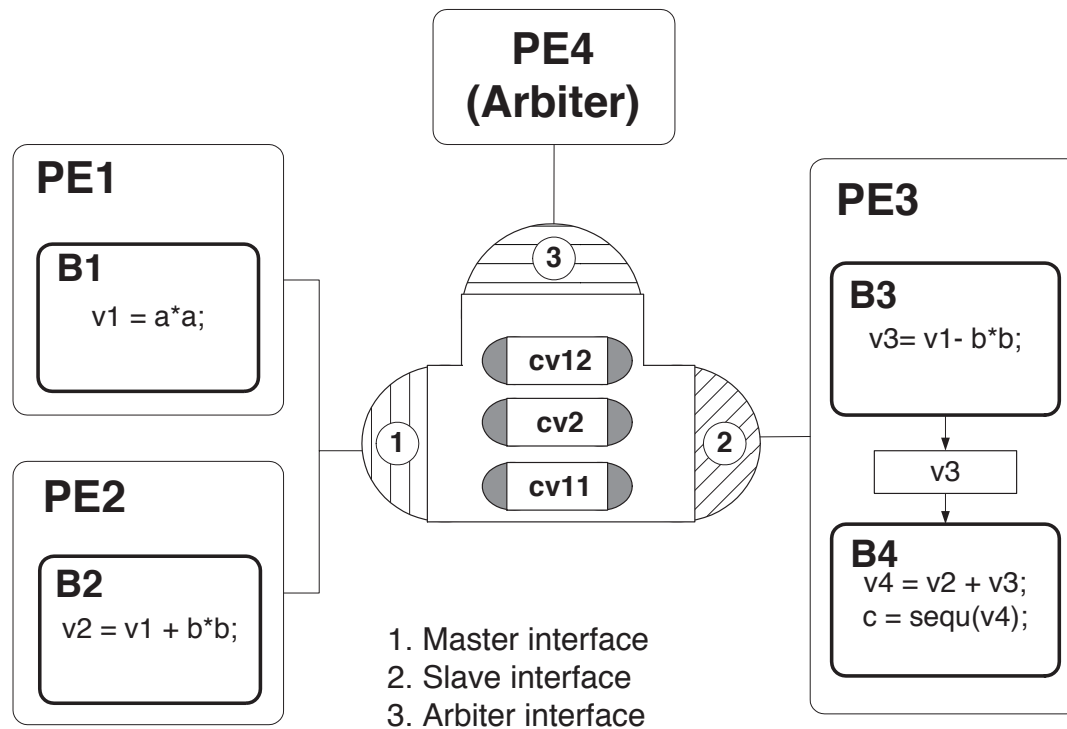 PE4
(Arbiter)
PE1
B1
v1 = a*a;
PE2
B2
v2 = v1 + b*b;
3
cv12
cv2
cv11
1
2
PE3
B3
v3= v1- b*b;
v3
B4
v4 = v2 + v3;
c = sequ(v4);
1. Master interface
2. Slave interface
3. Arbiter interface